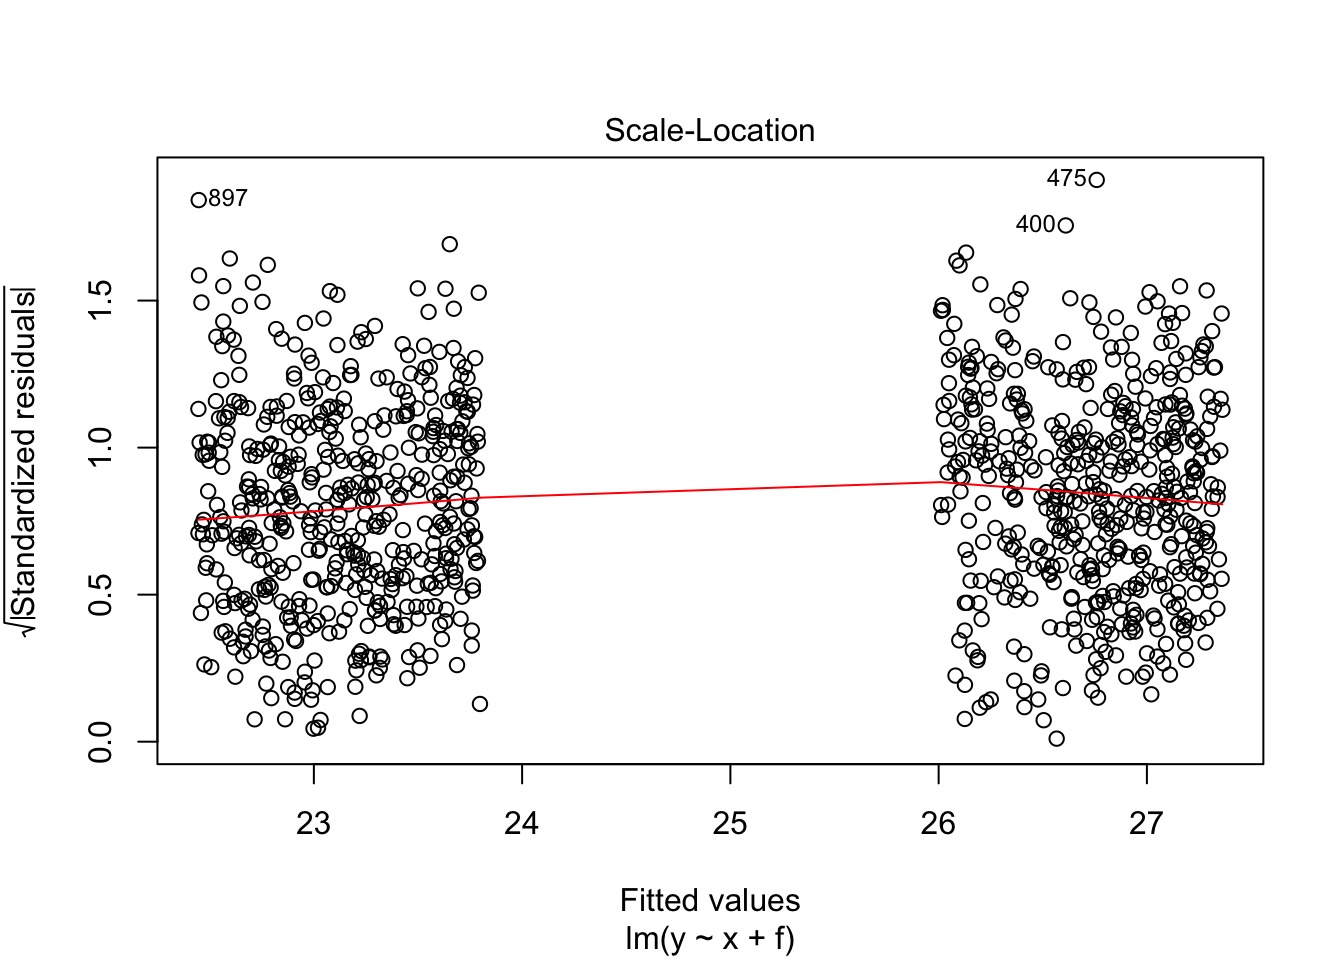 Scale-Location
897
475
400
√|Standardized residuals|
1.5
1.0
0.5
0.0
23 24 25 26 27
Fitted values
lm(y ~ x + f)